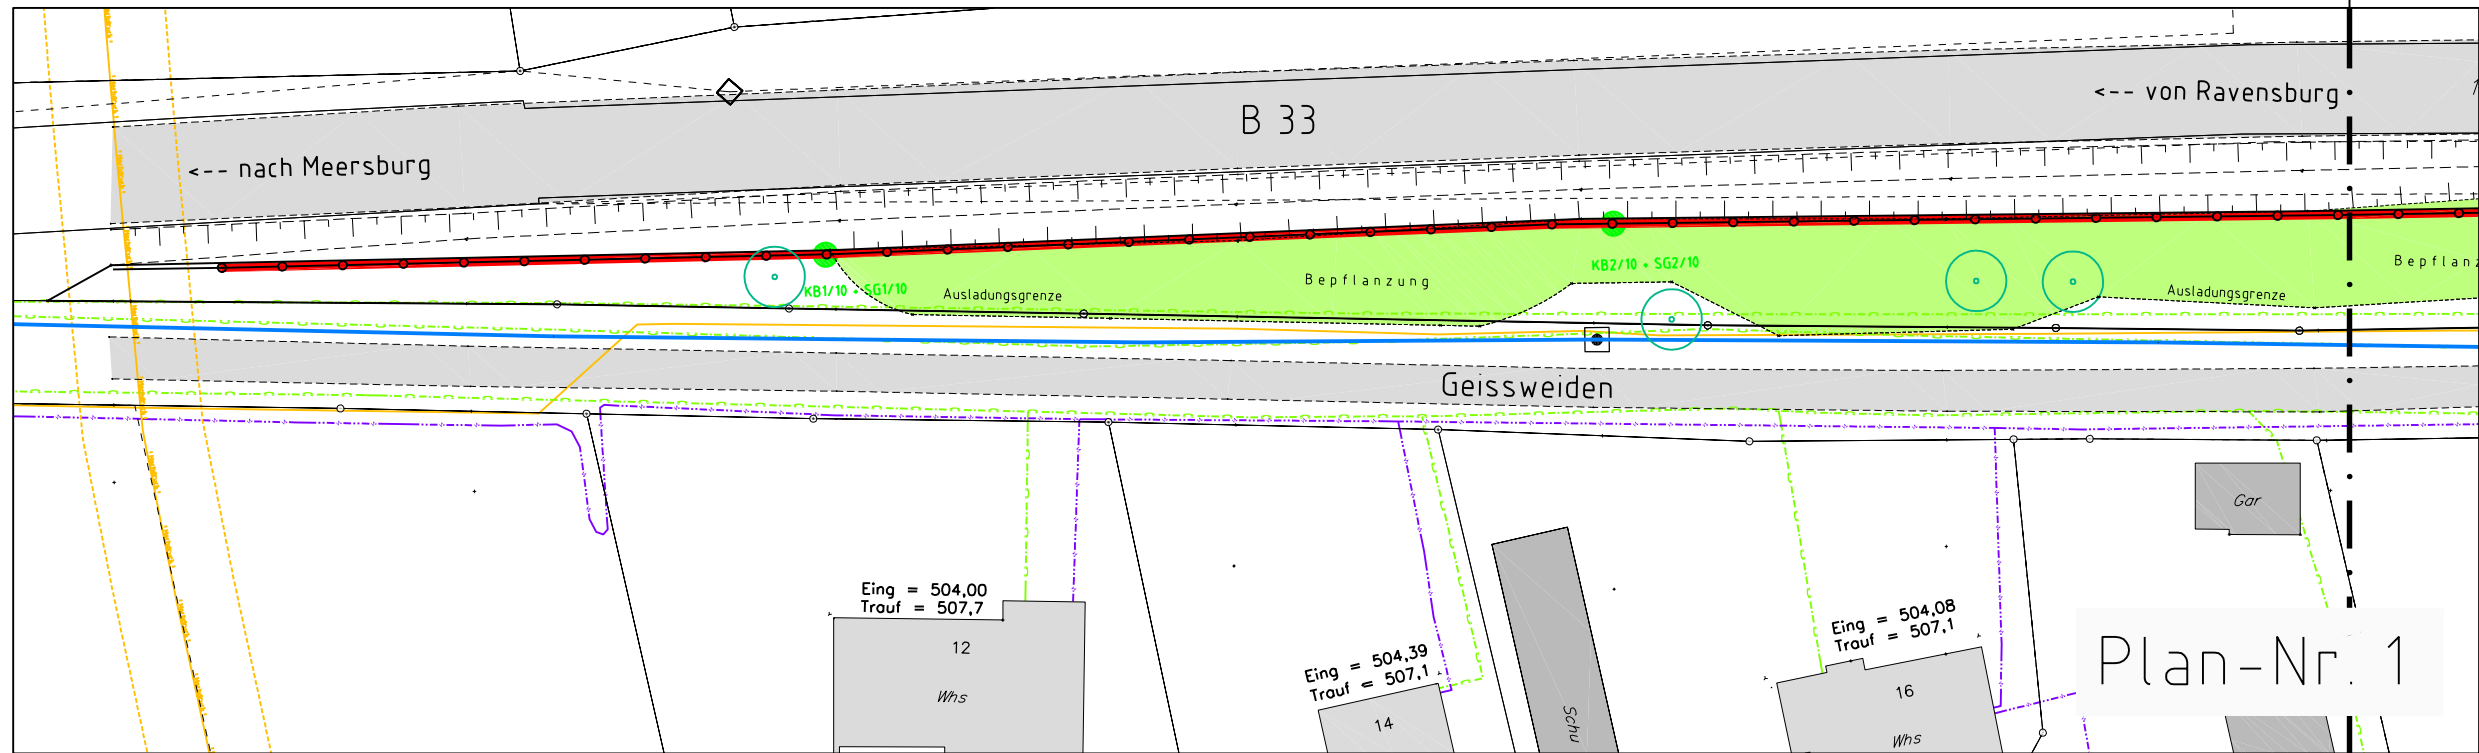 <-- von Ravensburg
B 33
<-- nach Meersburg
Bepflanzung
KB2/10 + SG2/10
Bepflanz
KB1/10 + SG1/10
Ausladungsgrenze
Ausladungsgrenze
Geissweiden
Gar
Eing = 504,00
Trauf = 507,7
12
Whs
Eing = 504,39
Trauf = 507,1
14
Schu
Eing = 504,08
Trauf = 507,1
16
Whs
Plan-Nr. 1